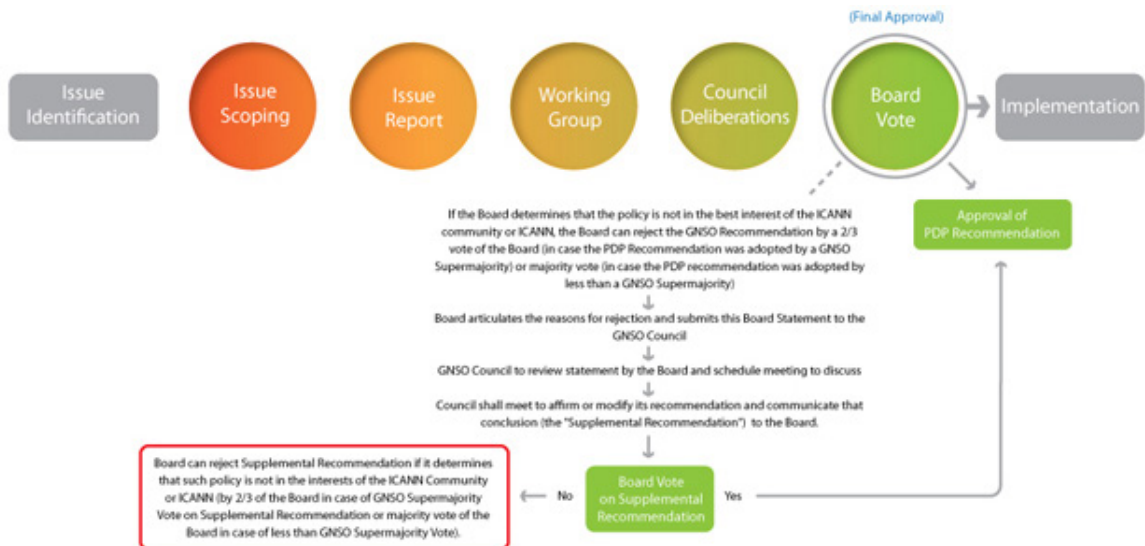 (Final Approval)
Issue
Identification
Issue
Scoping
Issue
Report
Working
Group
Council
Deliberations
Board
Vote
Implementation
If the Board determines that the policy is not in the best interest of the ICANN
community or ICANN, the Board can reject the GNSO Recommendation by a 2/3
vote of the Board (in case the PDP Recommendation was adopted by a GNSO
Supermajority) or majority vote (in case the PDP recommendation was adopted by
less than a GNSO Supermajority)
Approval of
PDP Recommendation
Board articulates the reasons for rejection and submits this Board Statement to the
GNSO Council
GNSO Council to review statement by the Board and schedule meeting to discuss
Council shall meet to affirm or modify its recommendation and communicate that
conclusion (the "Supplemental Recommendation") to the Board.
Board Vote
on Supplemental
Recommendation
Yes
No
Board can reject Supplemental Recommendation if it determines
that such policy is not in the interests of the ICANN Community
or ICANN (by 2/3 of the Board in case of GNSO Supermajority
Vote on Supplemental Recommendation or majority vote of the
Board in case of less than GNSO Supermajority Vote).